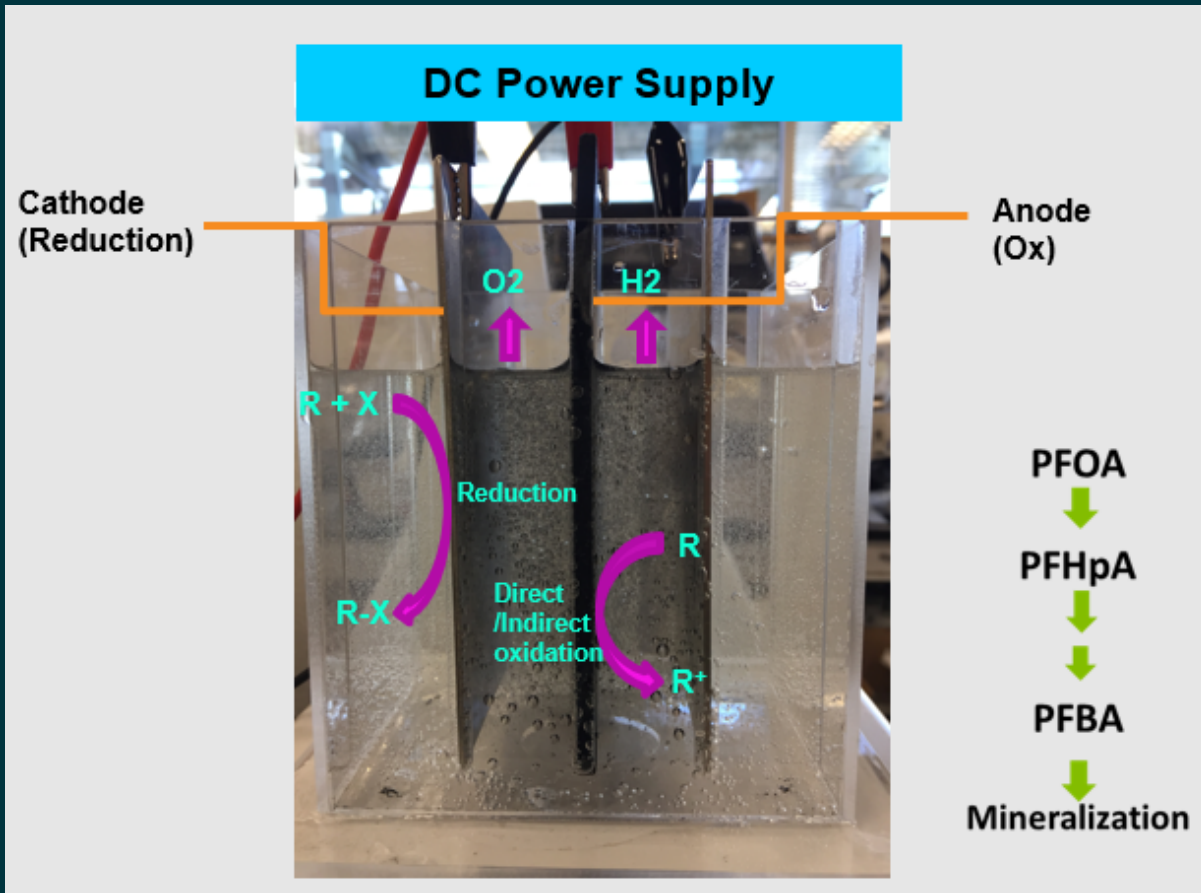 DC Power Supply
Cathode
(Reduction)
Anode
(Ox)
O2
H2
R + X
Reduction
R-X
R
Direct
/Indirect
oxidation
R⁺
PFOA
PFHpA
PFBA
Mineralization